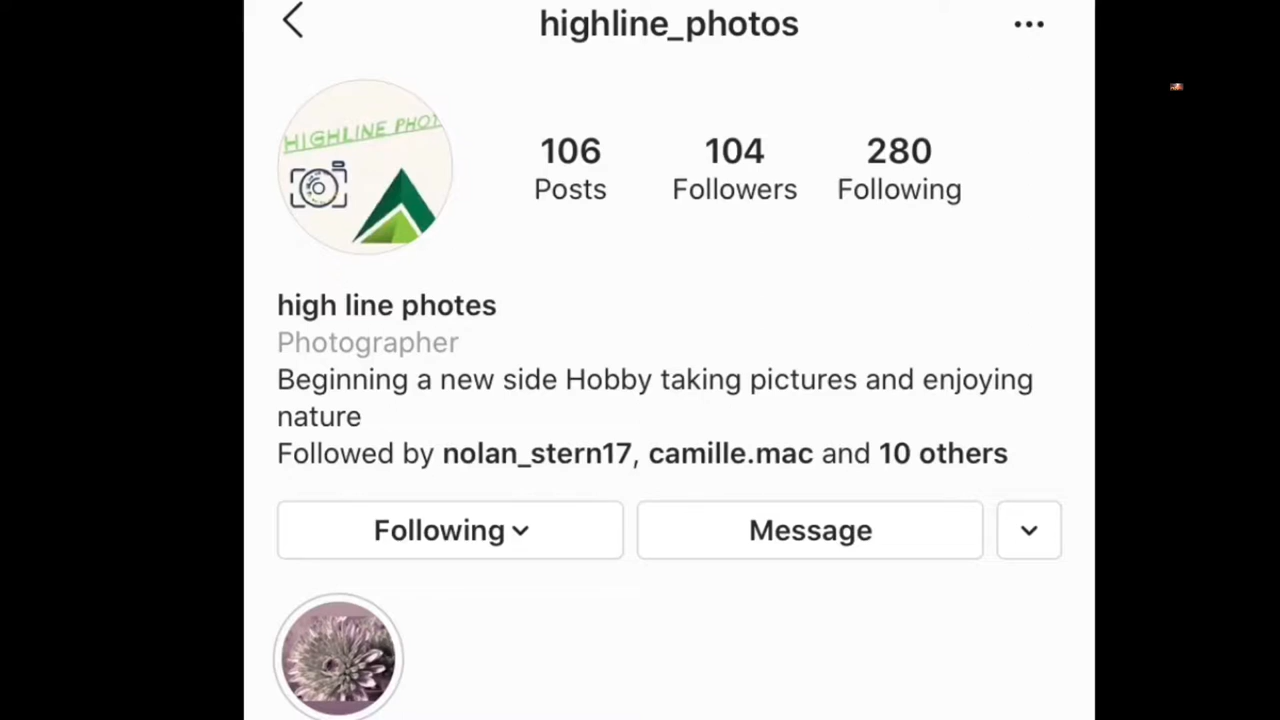 highline_photos
HIGHLINE PHOT
106 104 280
Posts Followers Following
high line photes
Photographer
Beginning a new side Hobby taking pictures and enjoying
nature
Followed by nolan_stern17, camille.mac and 10 others
Following Message